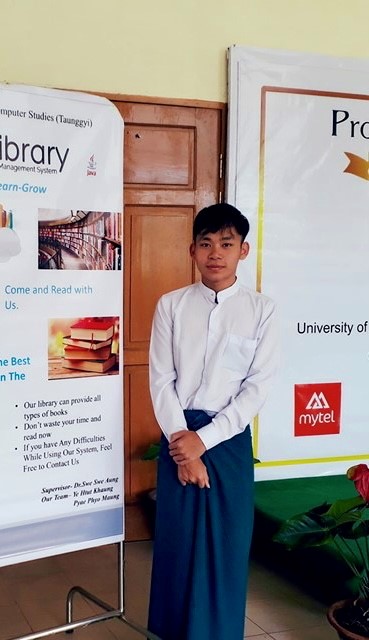 mputer Studies (Taunggyi)
ibrary
Management System
java
earn-Grow
Come and Read with
Us.
he Best
n The
• Our library can provide all
types of books
• Don't waste your time and
read now
• If you have Any Difficulties
While Using Our System, Feel
Free to Contact Us
Supervisor- Dr.Swe Swe Aung
Our Team - Ye Htut Khaung
Pyae Phyo Maung
Pro
University of
mytel